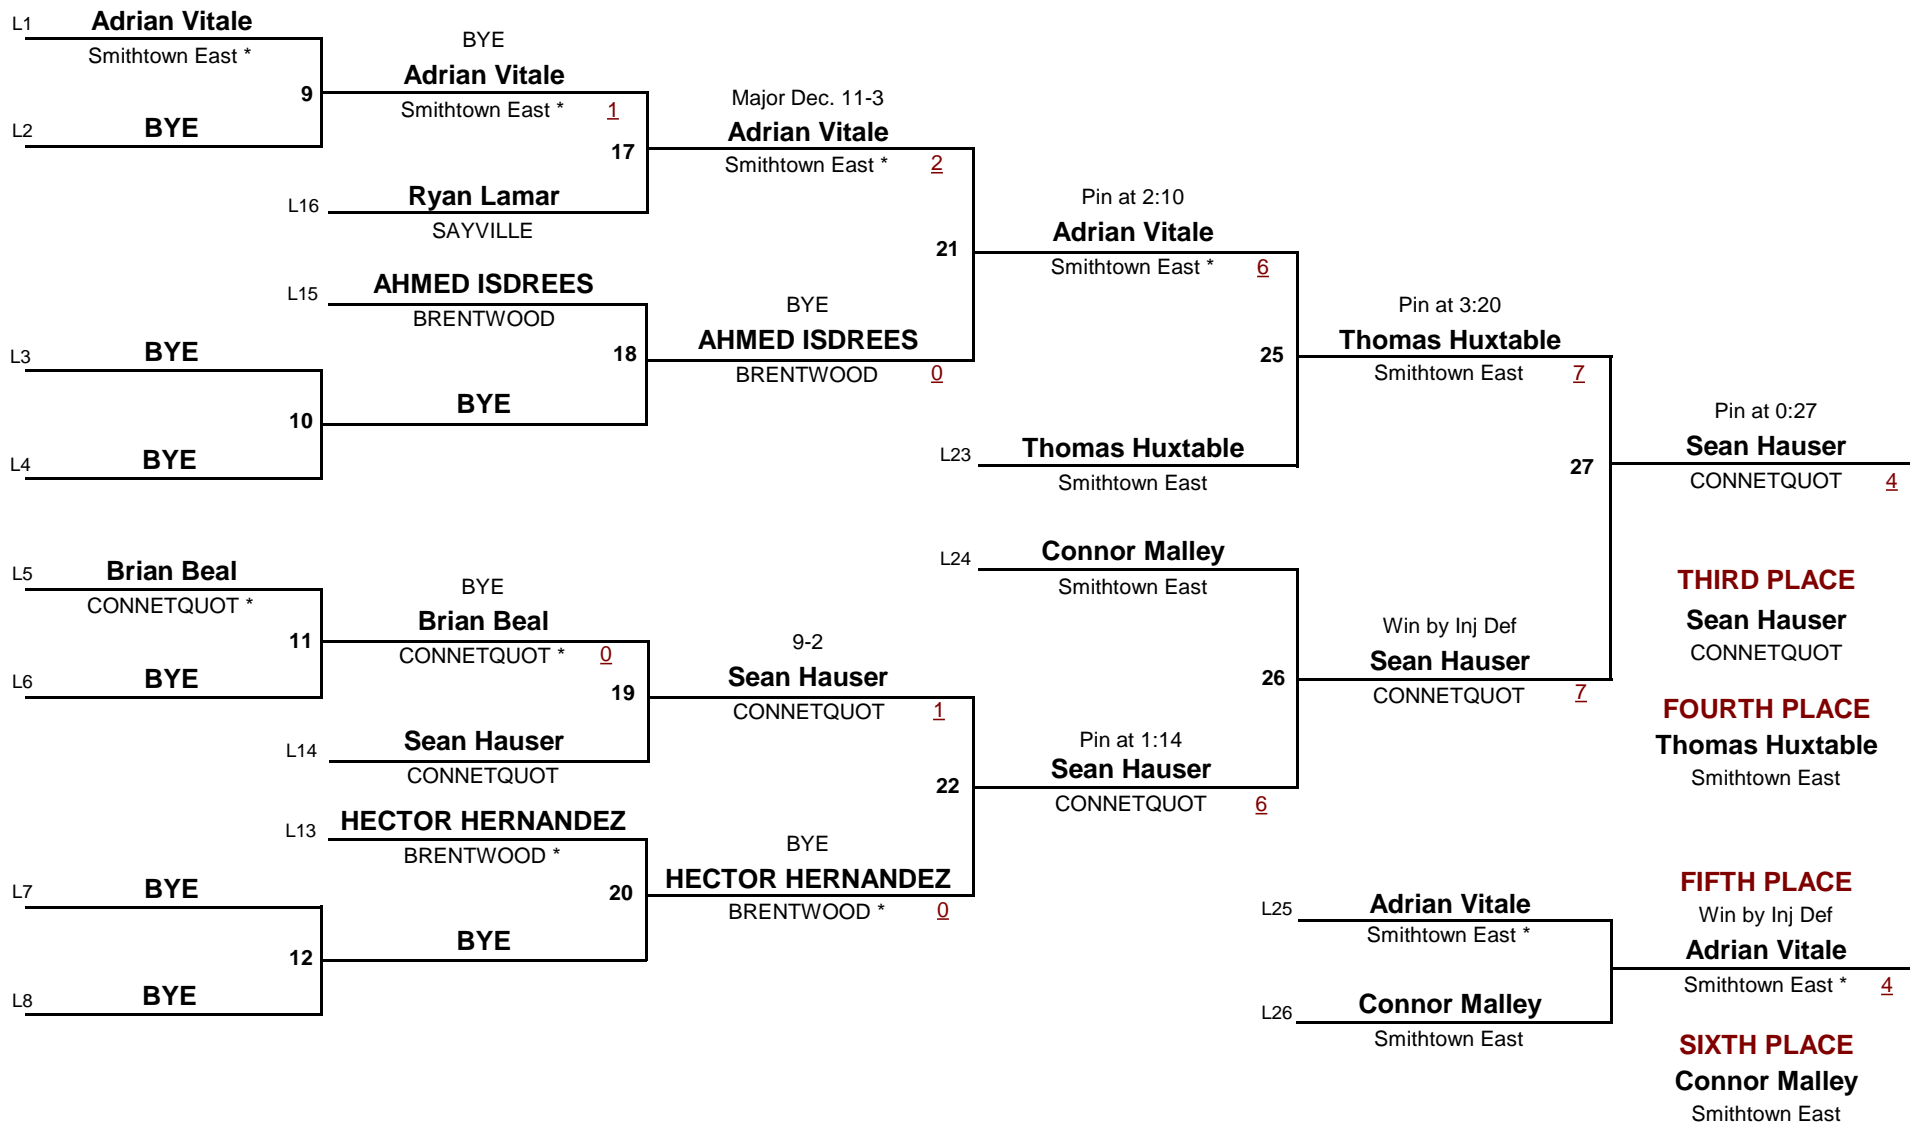 L1 Adrian Vitale
Smithtown East *
9
L2 BYE
BYE
Adrian Vitale
Smithtown East * 1
17
L16 Ryan Lamar
SAYVILLE
Major Dec. 11-3
Adrian Vitale
Smithtown East * 2
21
L15 AHMED ISDREES
BRENTWOOD
18
L3 BYE
10
L4 BYE
BYE
BYE
AHMED ISDREES
BRENTWOOD 0
Pin at 2:10
Adrian Vitale
Smithtown East * 6
25
L23 Thomas Huxtable
Smithtown East
Pin at 3:20
Thomas Huxtable
Smithtown East 7
27
Pin at 0:27
Sean Hauser
CONNETQUOT 4
L5 Brian Beal
CONNETQUOT *
11
L6 BYE
BYE
Brian Beal
CONNETQUOT * 0
19
L14 Sean Hauser
CONNETQUOT
9-2
Sean Hauser
CONNETQUOT 1
22
L13 HECTOR HERNANDEZ
BRENTWOOD *
20
L7 BYE
12
L8 BYE
BYE
BYE
HECTOR HERNANDEZ
BRENTWOOD * 0
Pin at 1:14
Sean Hauser
CONNETQUOT 6
L24 Connor Malley
Smithtown East
26
Win by Inj Def
Sean Hauser
CONNETQUOT 7
THIRD PLACE
Sean Hauser
CONNETQUOT
FOURTH PLACE
Thomas Huxtable
Smithtown East
L25 Adrian Vitale
Smithtown East *
L26 Connor Malley
Smithtown East
FIFTH PLACE
Win by Inj Def
Adrian Vitale
Smithtown East * 4
SIXTH PLACE
Connor Malley
Smithtown East